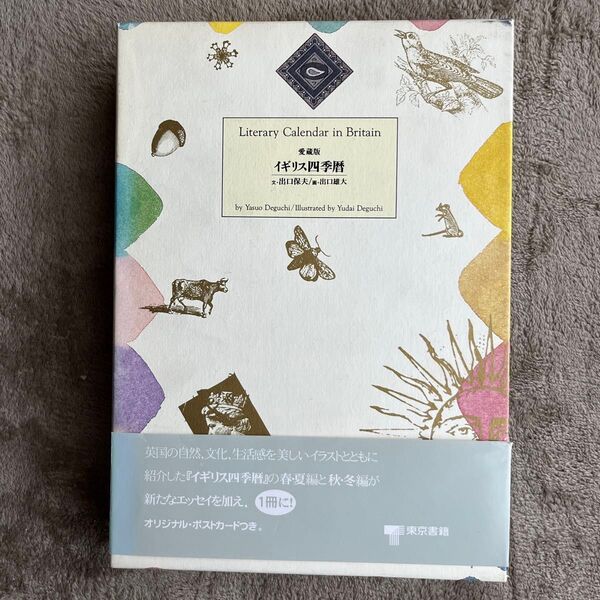 Literary Calendar in Britain
愛蔵版
イギリス四季暦
文・出口保夫/画・出口雄大
by Yasuo Deguchi/Illustrated by Yudai Deguchi
英国の自然、文化、生活感を美しいイラストとともに
紹介した『イギリス四季暦』の春・夏編と秋・冬編が
新たなエッセイを加え、1冊に!
オリジナル・ポストカードつき。
東京書籍